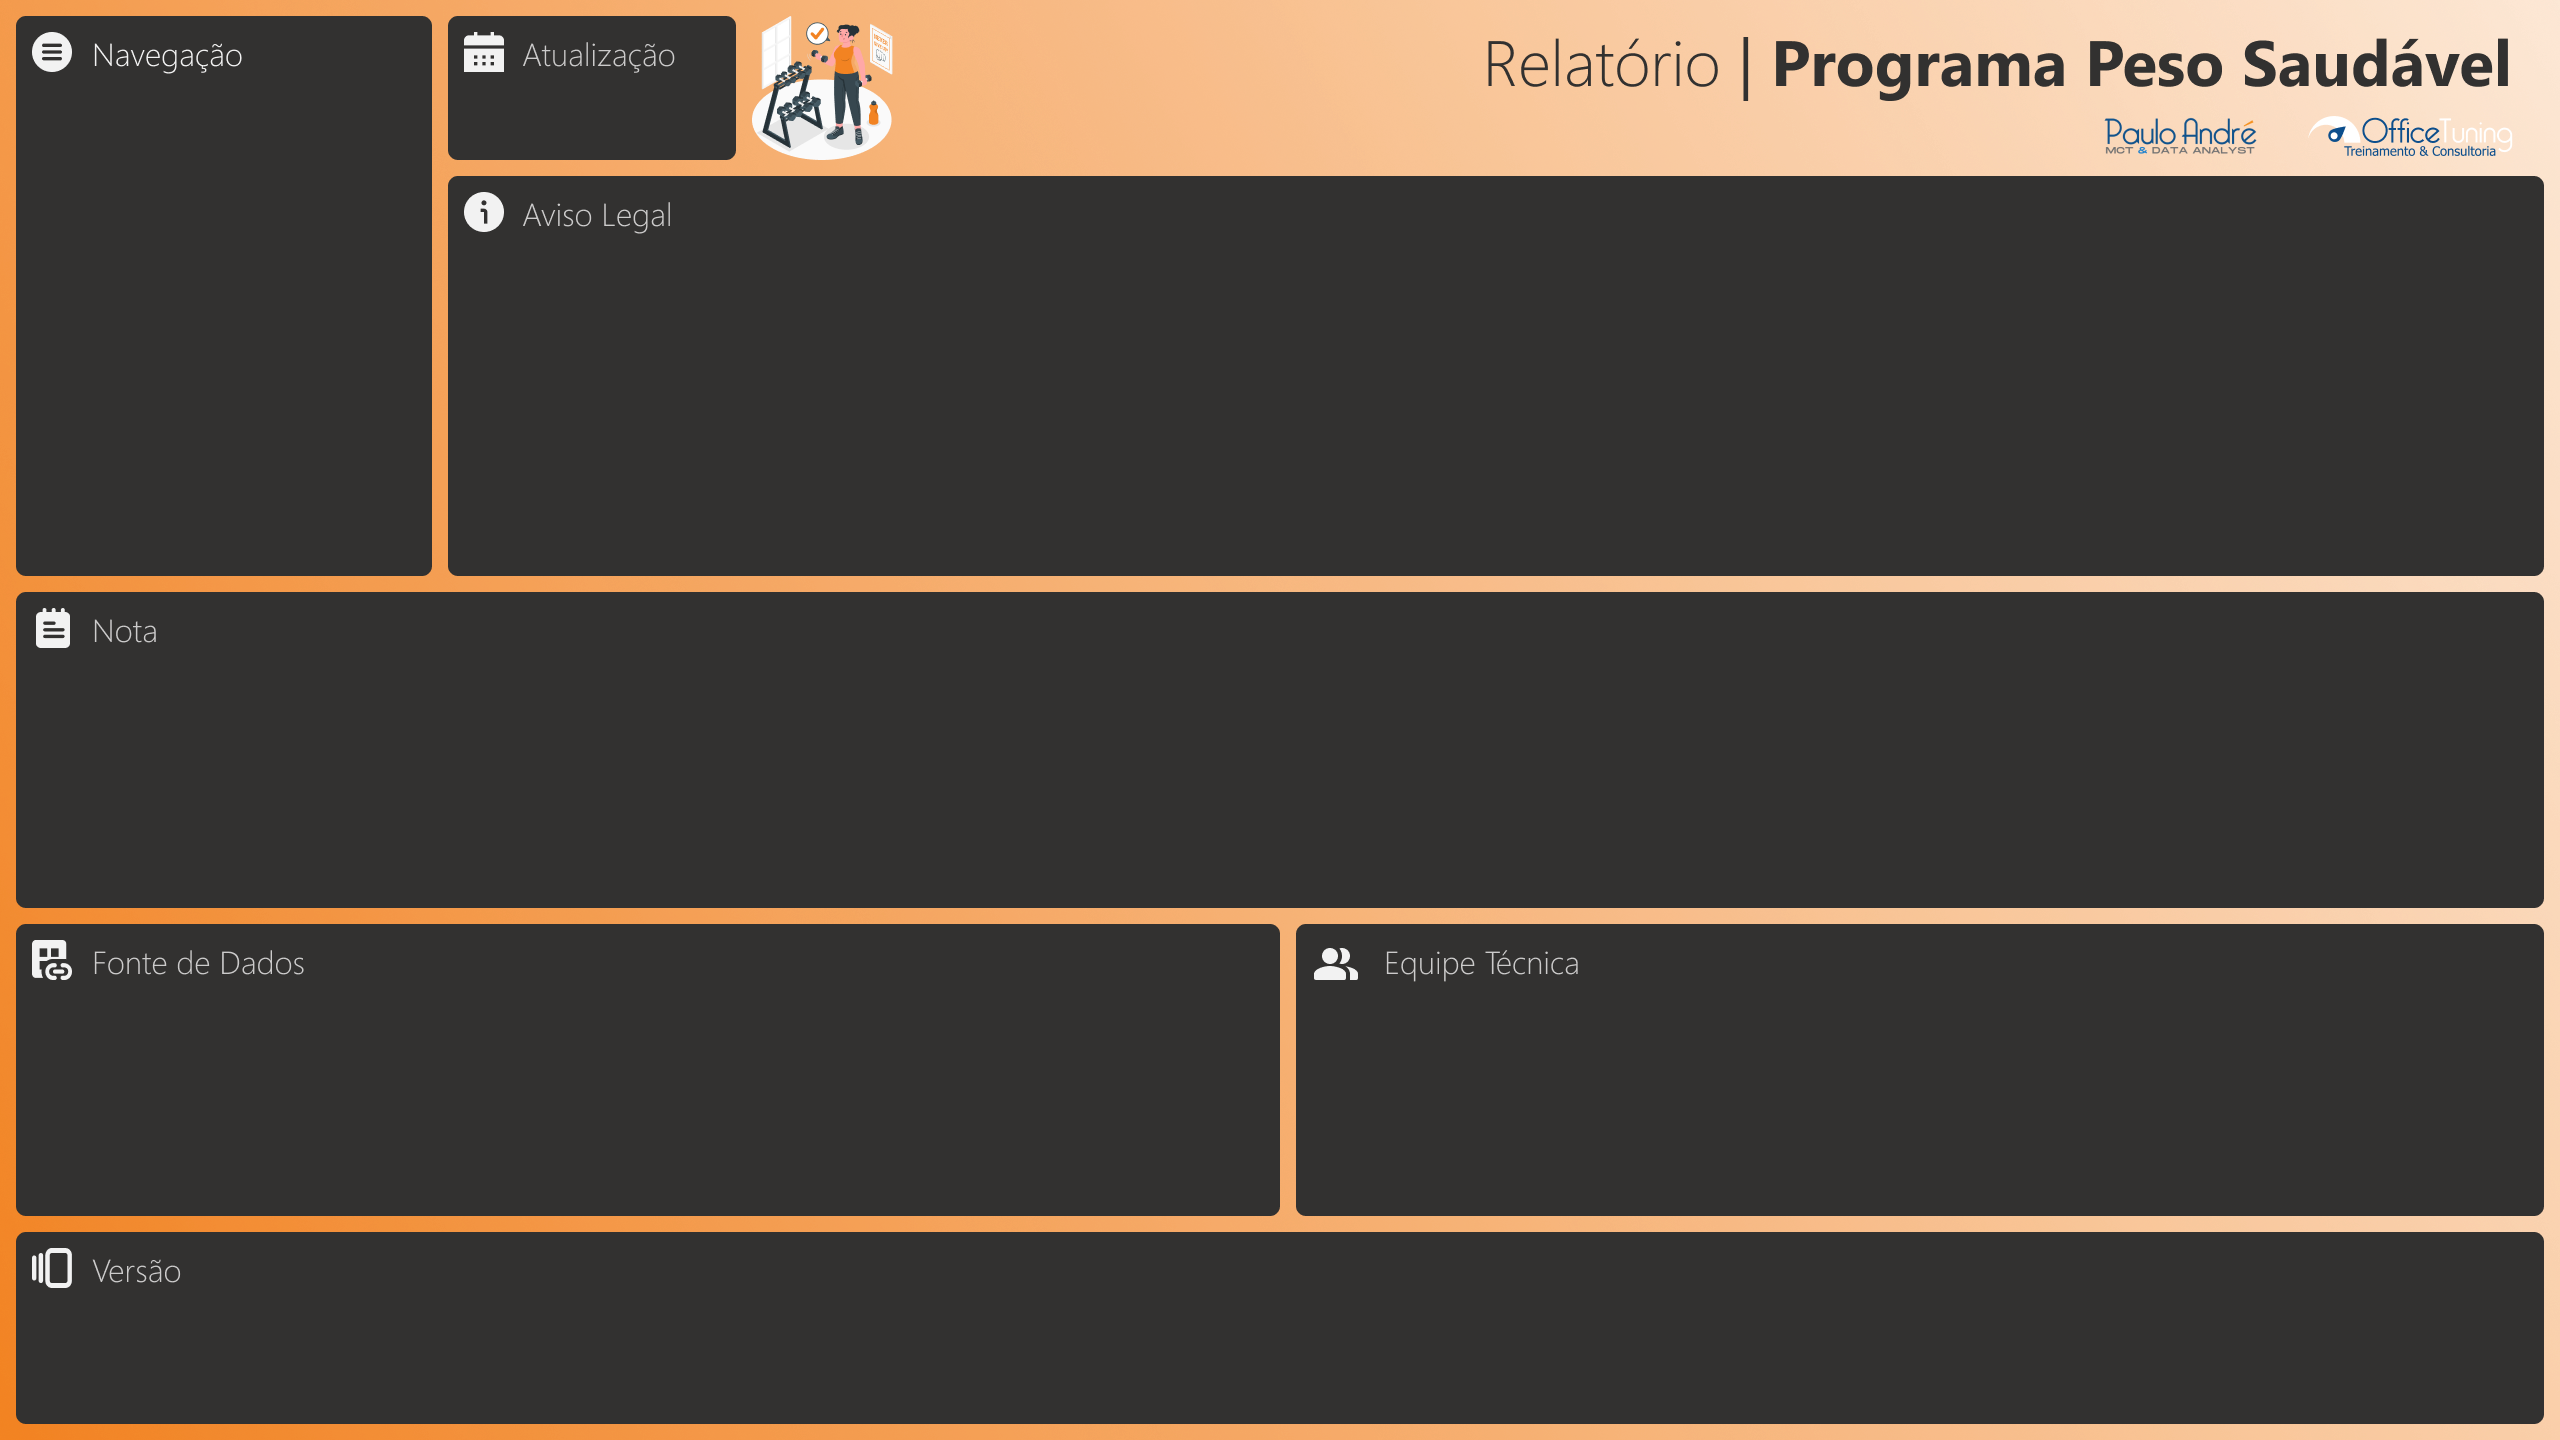 Navegação
Atualização
Relatório | Programa Peso Saudável
Paulo André
MCT & DATA ANALYST
OfficeTuning
Treinamento & Consultoria
Aviso Legal
Nota
Fonte de Dados
Equipe Técnica
Versão